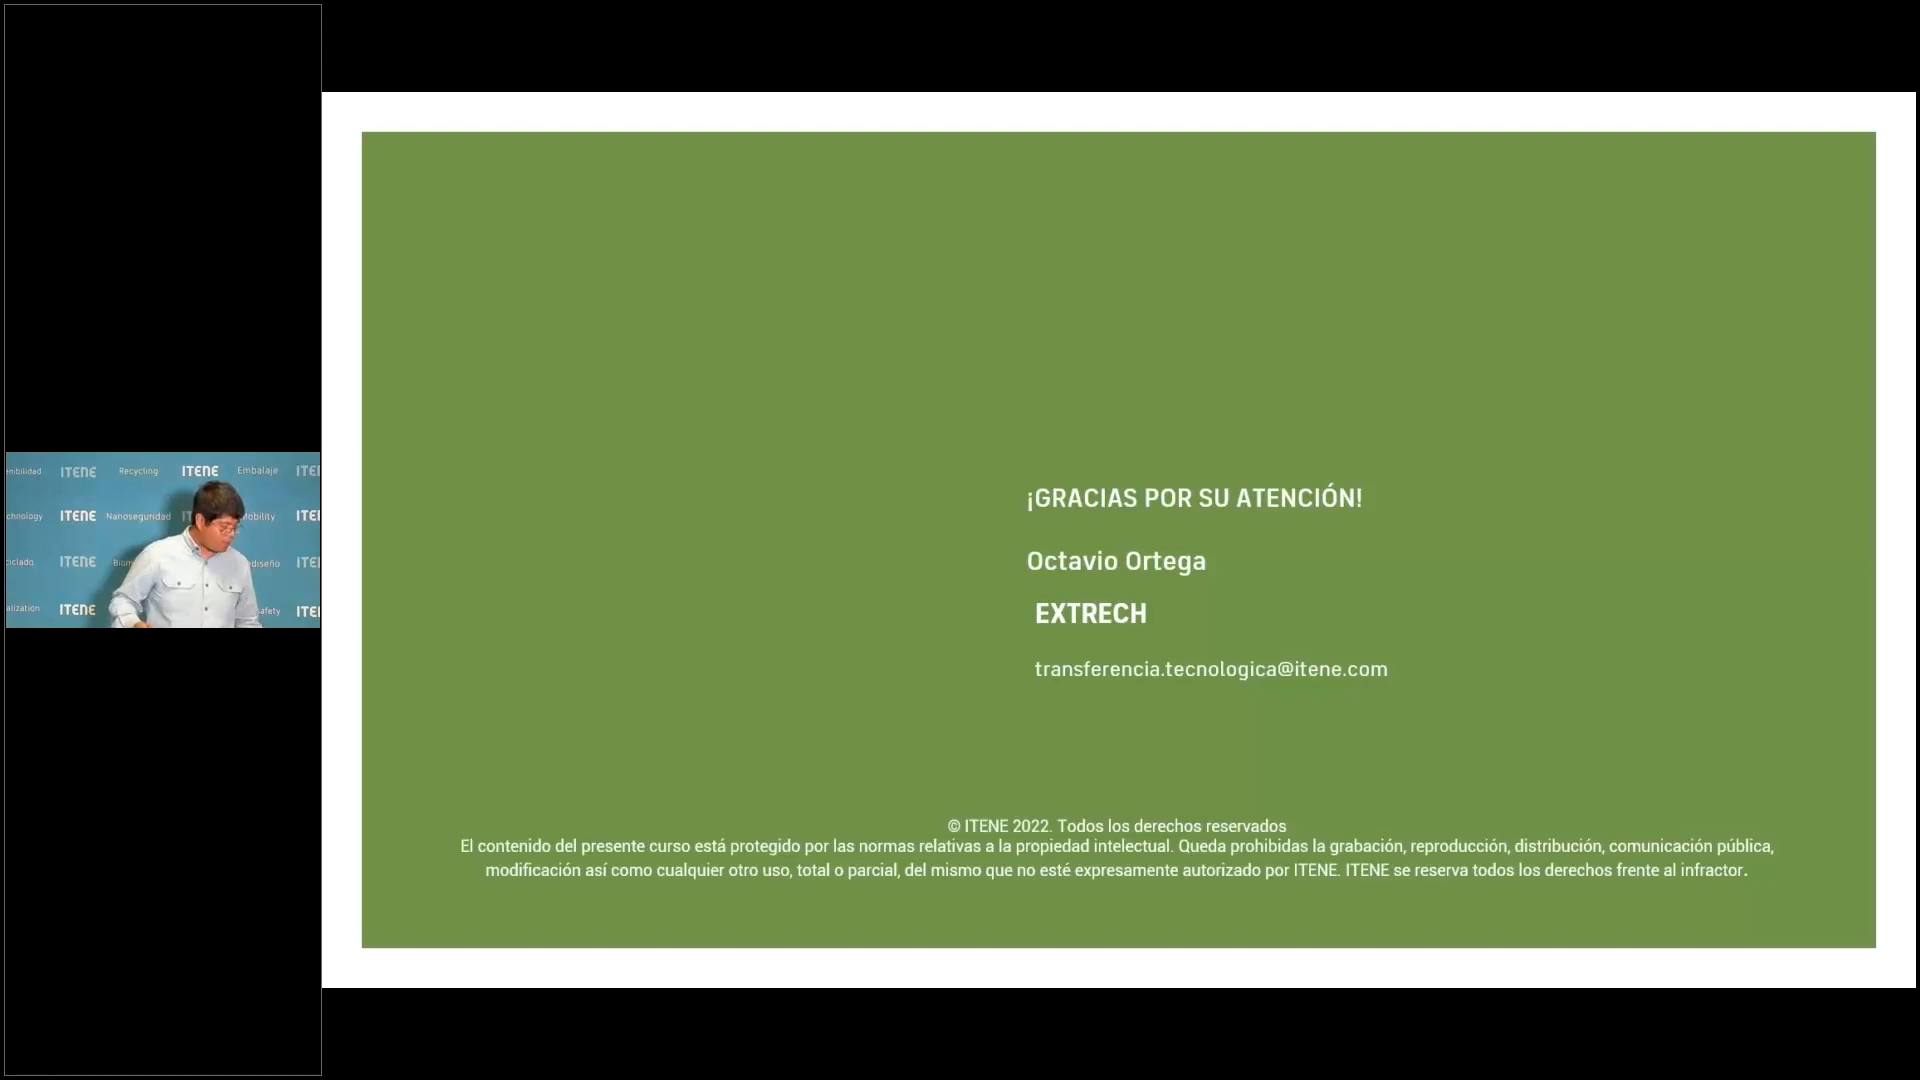 ITENE Recycling ITENE Embalaje
ITENE Nanoseguridad
ITENE
ITENE
¡GRACIAS POR SU ATENCIÓN!
Octavio Ortega
EXTRECH
transferencia.tecnologica@itene.com
© ITENE 2022. Todos los derechos reservados
El contenido del presente curso está protegido por las normas relativas a la propiedad intelectual. Queda prohibidas la grabación, reproducción, distribución, comunicación pública,
modificación así como cualquier otro uso, total o parcial, del mismo que no esté expresamente autorizado por ITENE. ITENE se reserva todos los derechos frente al infractor.